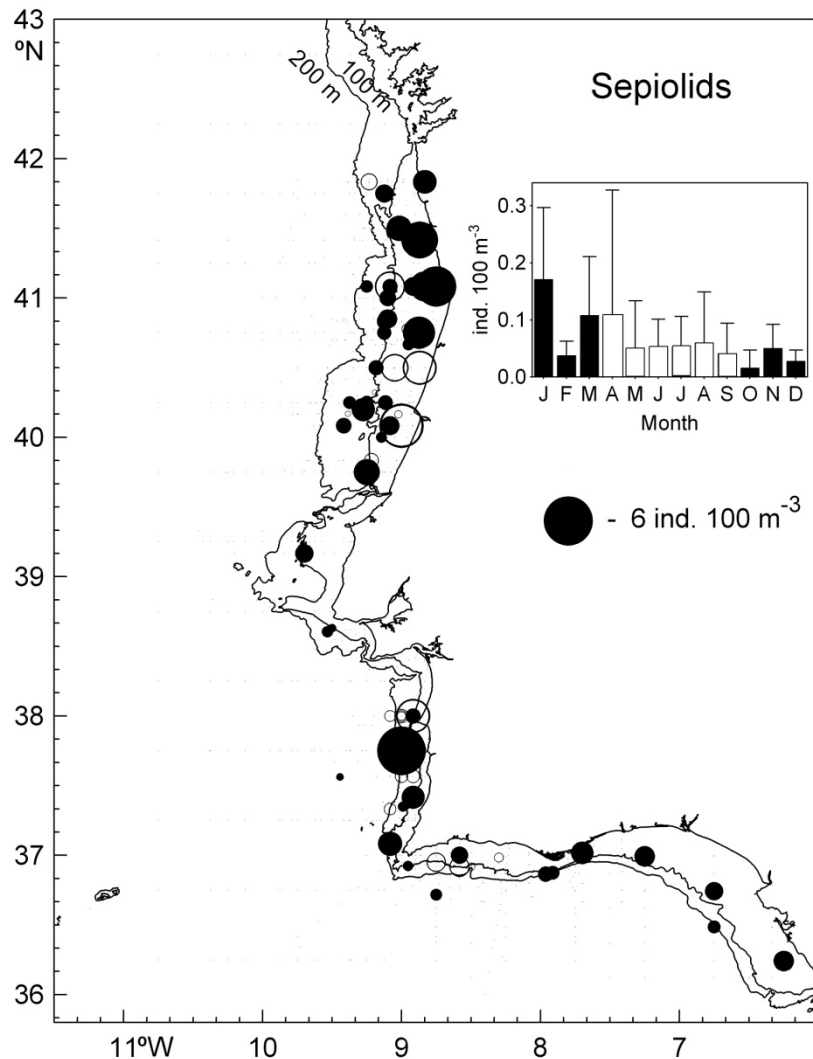 43
ºN
200 m
100 m
Sepiolids
42
0.3
0.2
0.1
0.0
ind. 100 m⁻³
J F M A M J J A S O N D
Month
41
40
- 6 ind. 100 m⁻³
39
38
37
36
11ºW 10 9 8 7